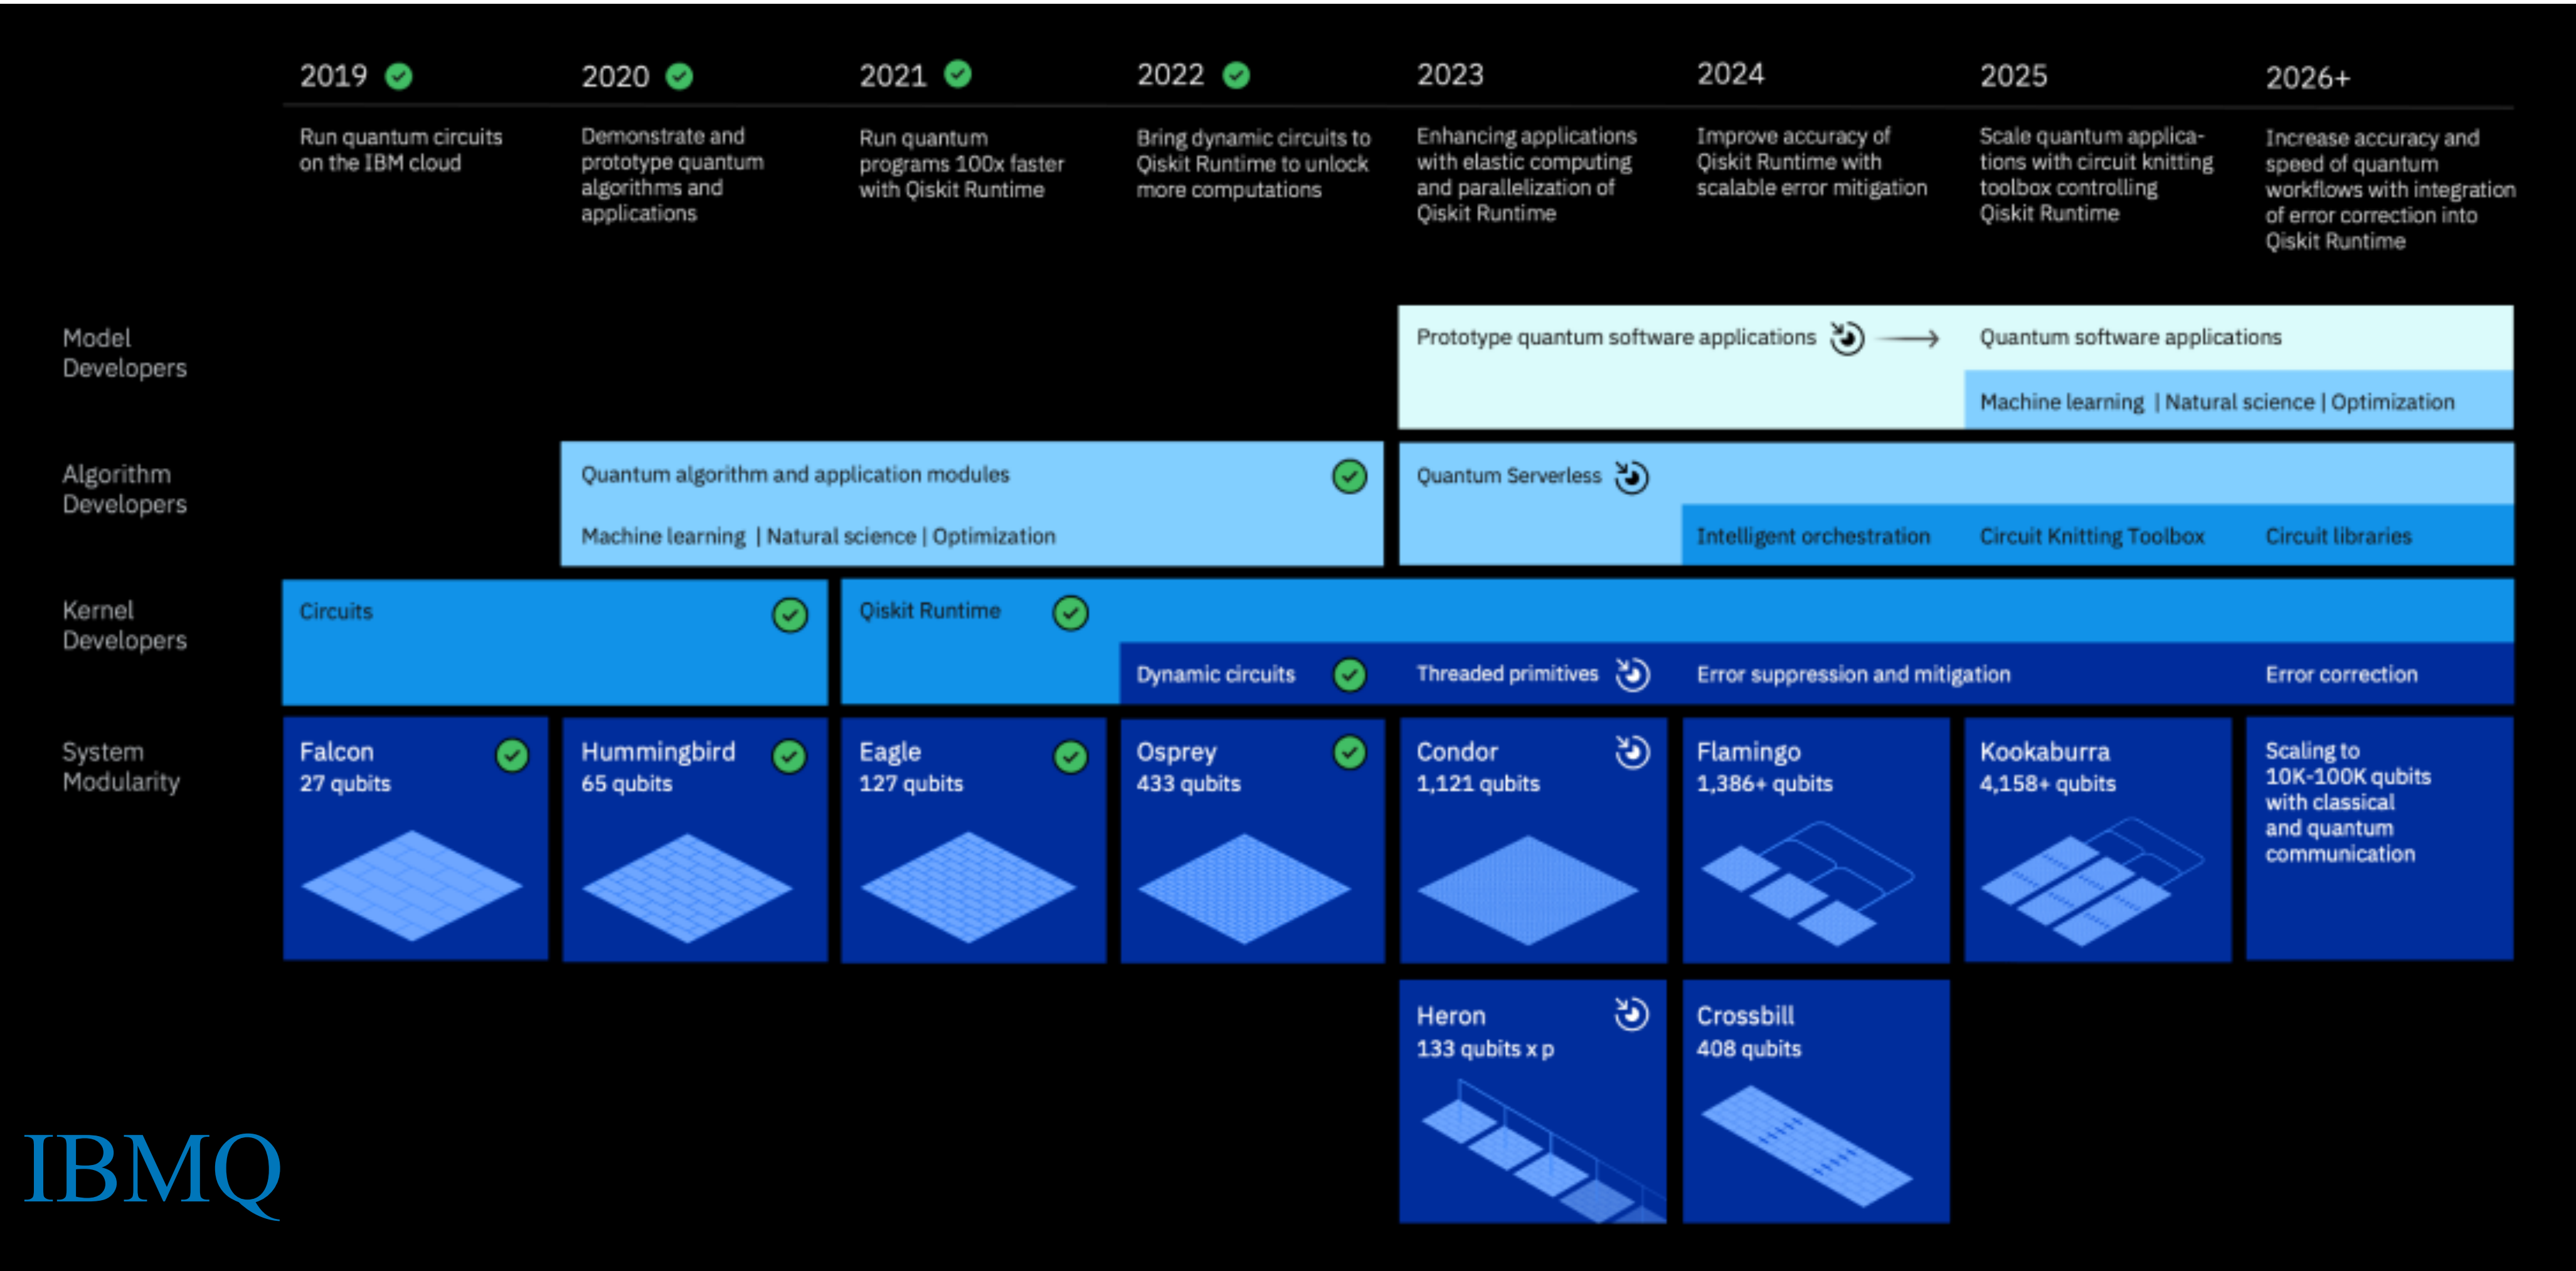 2019
2020
2021
2022
2023
2024
2025
2026+
Run quantum circuits
on the IBM cloud
Demonstrate and
prototype quantum
algorithms and
applications
Run quantum
programs 100x faster
with Qiskit Runtime
Bring dynamic circuits to
Qiskit Runtime to unlock
more computations
Enhancing applications
with elastic computing
and parallelization of
Qiskit Runtime
Improve accuracy of
Qiskit Runtime with
scalable error mitigation
Scale quantum applica-
tions with circuit knitting
toolbox controlling
Qiskit Runtime
Increase accuracy and
speed of quantum
workflows with integration
of error correction into
Qiskit Runtime
Model
Developers
Prototype quantum software applications
Quantum software applications
Machine learning | Natural science | Optimization
Algorithm
Developers
Quantum algorithm and application modules
Machine learning | Natural science | Optimization
Quantum Serverless
Intelligent orchestration
Circuit Knitting Toolbox
Circuit libraries
Kernel
Developers
Circuits
Qiskit Runtime
Dynamic circuits
Threaded primitives
Error suppression and mitigation
Error correction
System
Modularity
Falcon
27 qubits
Hummingbird
65 qubits
Eagle
127 qubits
Osprey
433 qubits
Condor
1,121 qubits
Flamingo
1,386+ qubits
Kookaburra
4,158+ qubits
Scaling to
10K-100K qubits
with classical
and quantum
communication
Heron
133 qubits x p
Crossbill
408 qubits
IBMQ